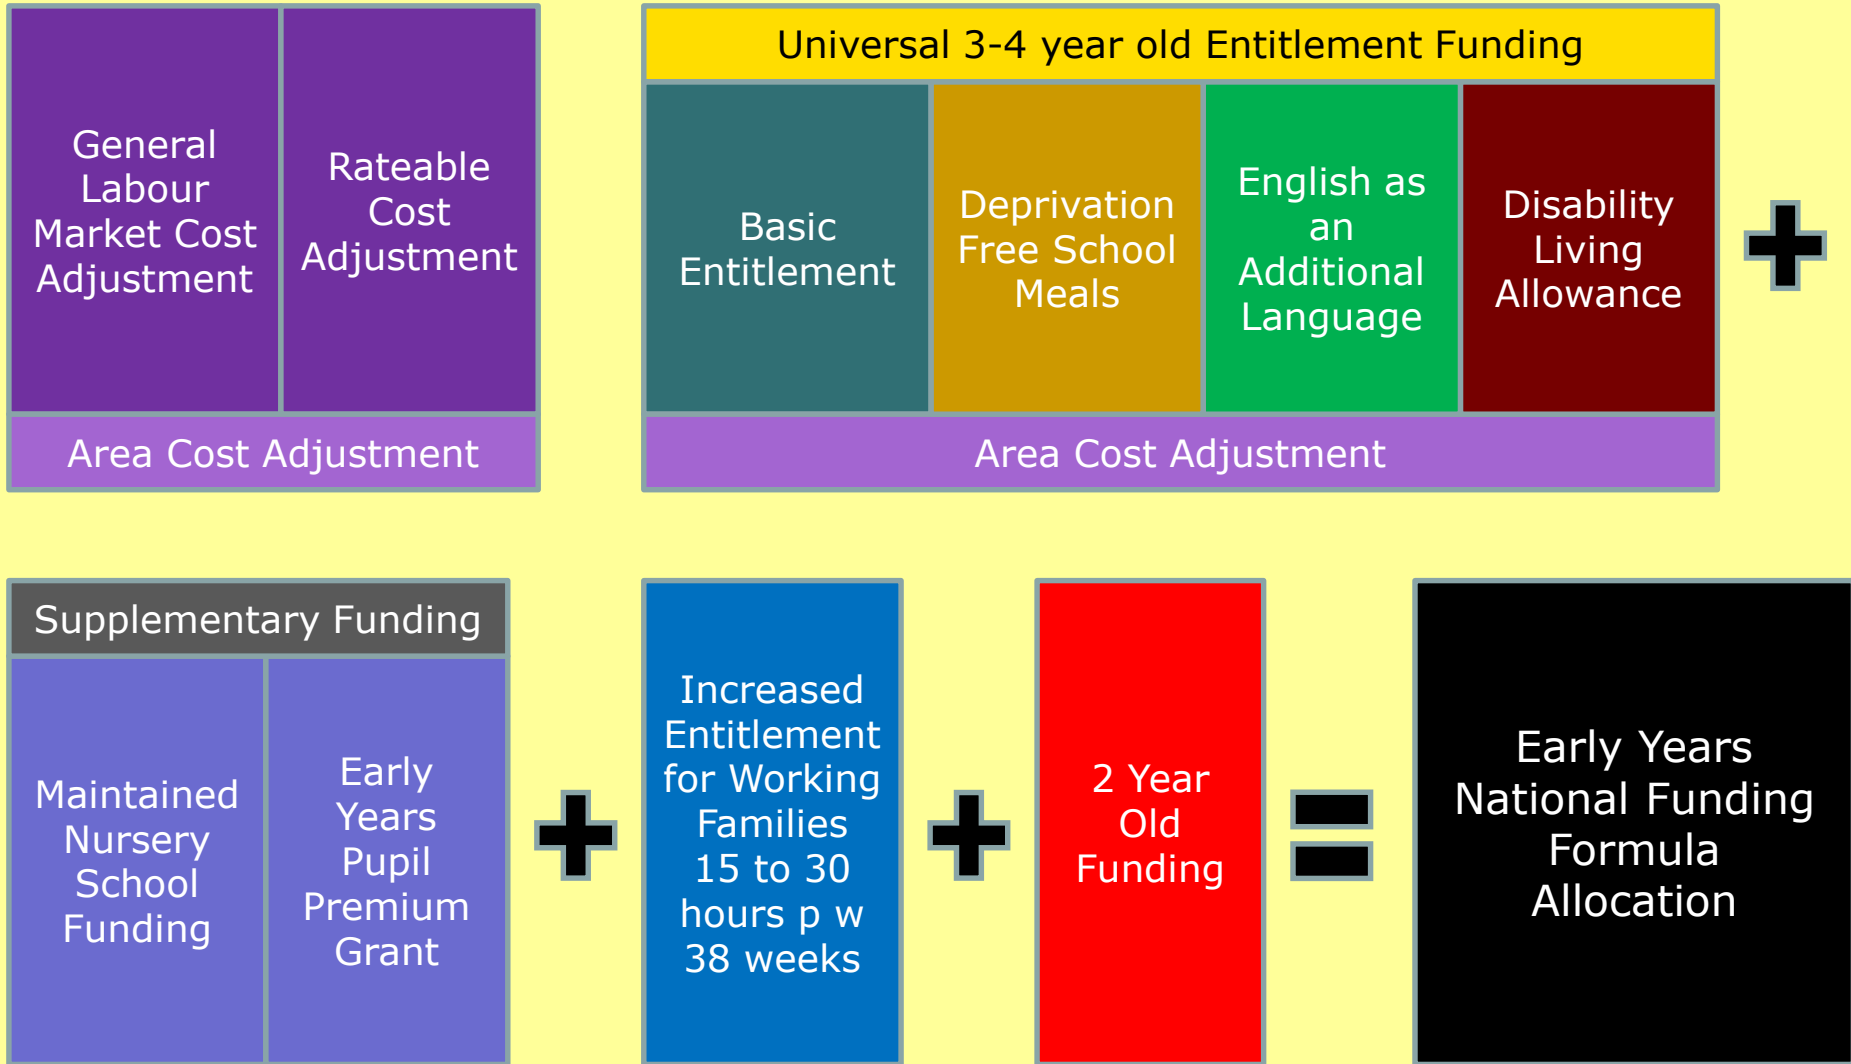 General
Labour
Market Cost
Adjustment
Rateable
Cost
Adjustment
Area Cost Adjustment
Universal 3-4 year old Entitlement Funding
Basic
Entitlement
Deprivation
Free School
Meals
English as
an
Additional
Language
Disability
Living
Allowance
Area Cost Adjustment
+
Supplementary Funding
Maintained
Nursery
School
Funding
Early
Years
Pupil
Premium
Grant
+
Increased
Entitlement
for Working
Families
15 to 30
hours p w
38 weeks
+
2 Year
Old
Funding
=
Early Years
National Funding
Formula
Allocation